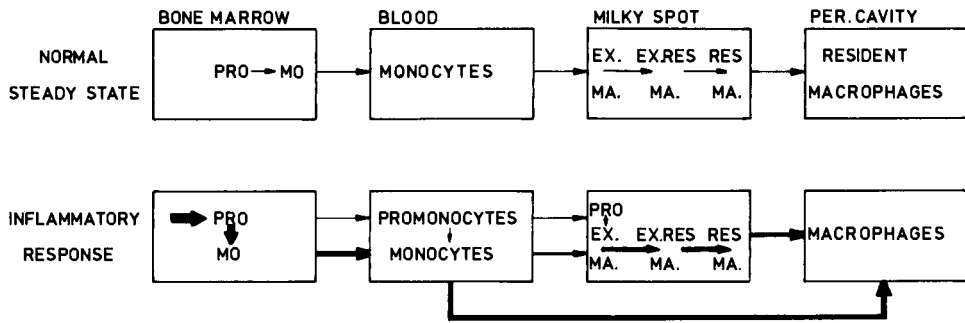 BONE MARROW BLOOD MILKY SPOT PER. CAVITY
NORMAL
STEADY STATE
PRO MO
MONOCYTES
EX. EX.RES RES
MA. MA. MA.
RESIDENT
MACROPHAGES
INFLAMMATORY
RESPONSE
PRO
MO
PROMONOCYTES
MONOCYTES
PRO
EX. EX.RES RES
MA. MA. MA.
MACROPHAGES